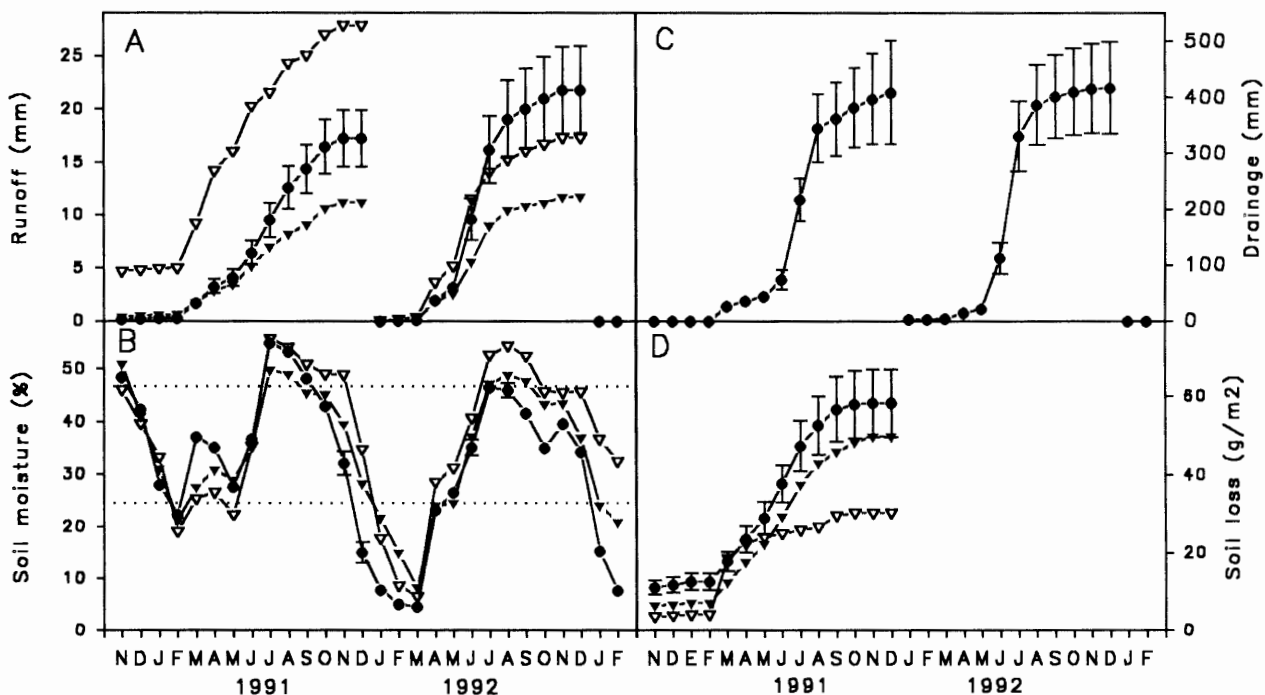 A
C
25
20
15
10
5
0
Runoff (mm)
500
400
300
200
100
0
Drainage (mm)
B
D
50
40
30
20
10
0
Soil moisture (%)
60
40
20
0
Soil loss (g/m2)
N D J F M A M J J A S O N D J F M A M J J A S O N D J F
1991 1992
N D E F M A M J J A S O N D J F M A M J J A S O N D J F
1991 1992